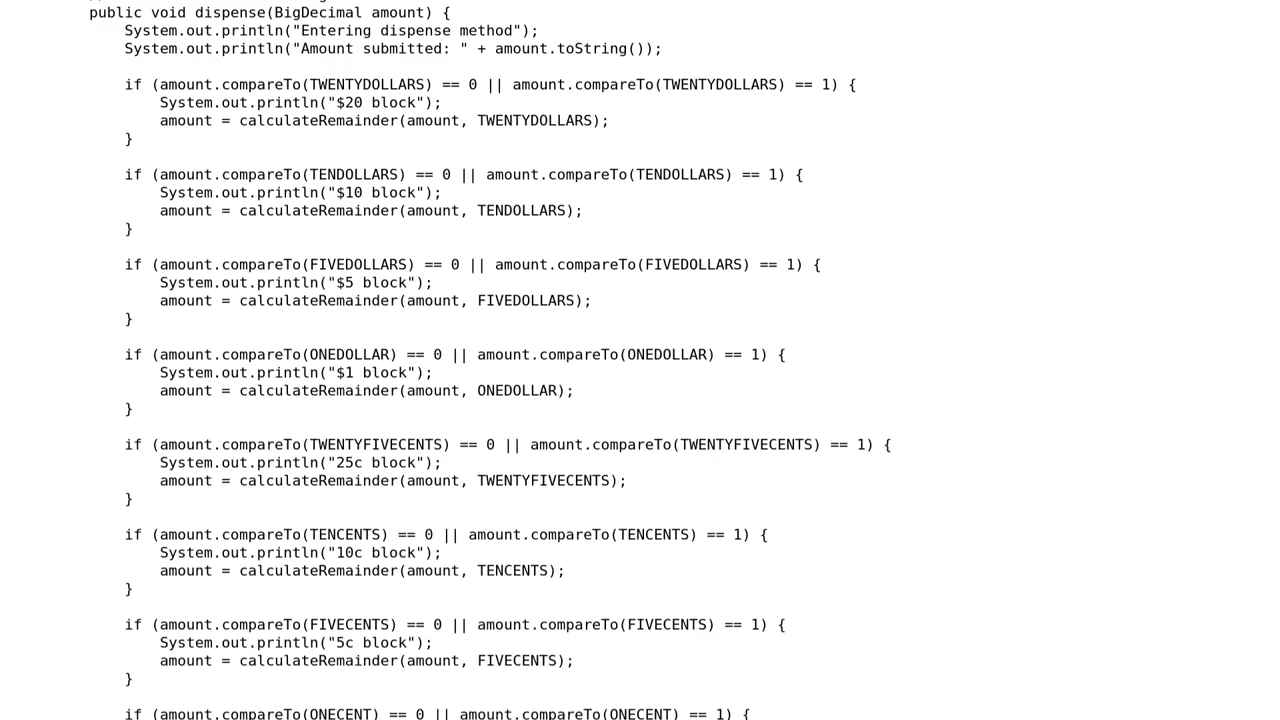 public void dispense(BigDecimal amount) {
System.out.println("Entering dispense method");
System.out.println("Amount submitted: " + amount.toString());
if (amount.compareTo(TWENTYDOLLARS) == 0 || amount.compareTo(TWENTYDOLLARS) == 1) {
System.out.println("$20 block");
amount = calculateRemainder(amount, TWENTYDOLLARS);
}
if (amount.compareTo(TENDOLLARS) == 0 || amount.compareTo(TENDOLLARS) == 1) {
System.out.println("$10 block");
amount = calculateRemainder(amount, TENDOLLARS);
}
if (amount.compareTo(FIVEDOLLARS) == 0 || amount.compareTo(FIVEDOLLARS) == 1) {
System.out.println("$5 block");
amount = calculateRemainder(amount, FIVEDOLLARS);
}
if (amount.compareTo(ONEDOLLAR) == 0 || amount.compareTo(ONEDOLLAR) == 1) {
System.out.println("$1 block");
amount = calculateRemainder(amount, ONEDOLLAR);
}
if (amount.compareTo(TWENTYFIVECENTS) == 0 || amount.compareTo(TWENTYFIVECENTS) == 1) {
System.out.println("25c block");
amount = calculateRemainder(amount, TWENTYFIVECENTS);
}
if (amount.compareTo(TENCENTS) == 0 || amount.compareTo(TENCENTS) == 1) {
System.out.println("10c block");
amount = calculateRemainder(amount, TENCENTS);
}
if (amount.compareTo(FIVECENTS) == 0 || amount.compareTo(FIVECENTS) == 1) {
System.out.println("5c block");
amount = calculateRemainder(amount, FIVECENTS);
}
if (amount.compareTo(ONECENT) == 0 || amount.compareTo(ONECENT) == 1) {